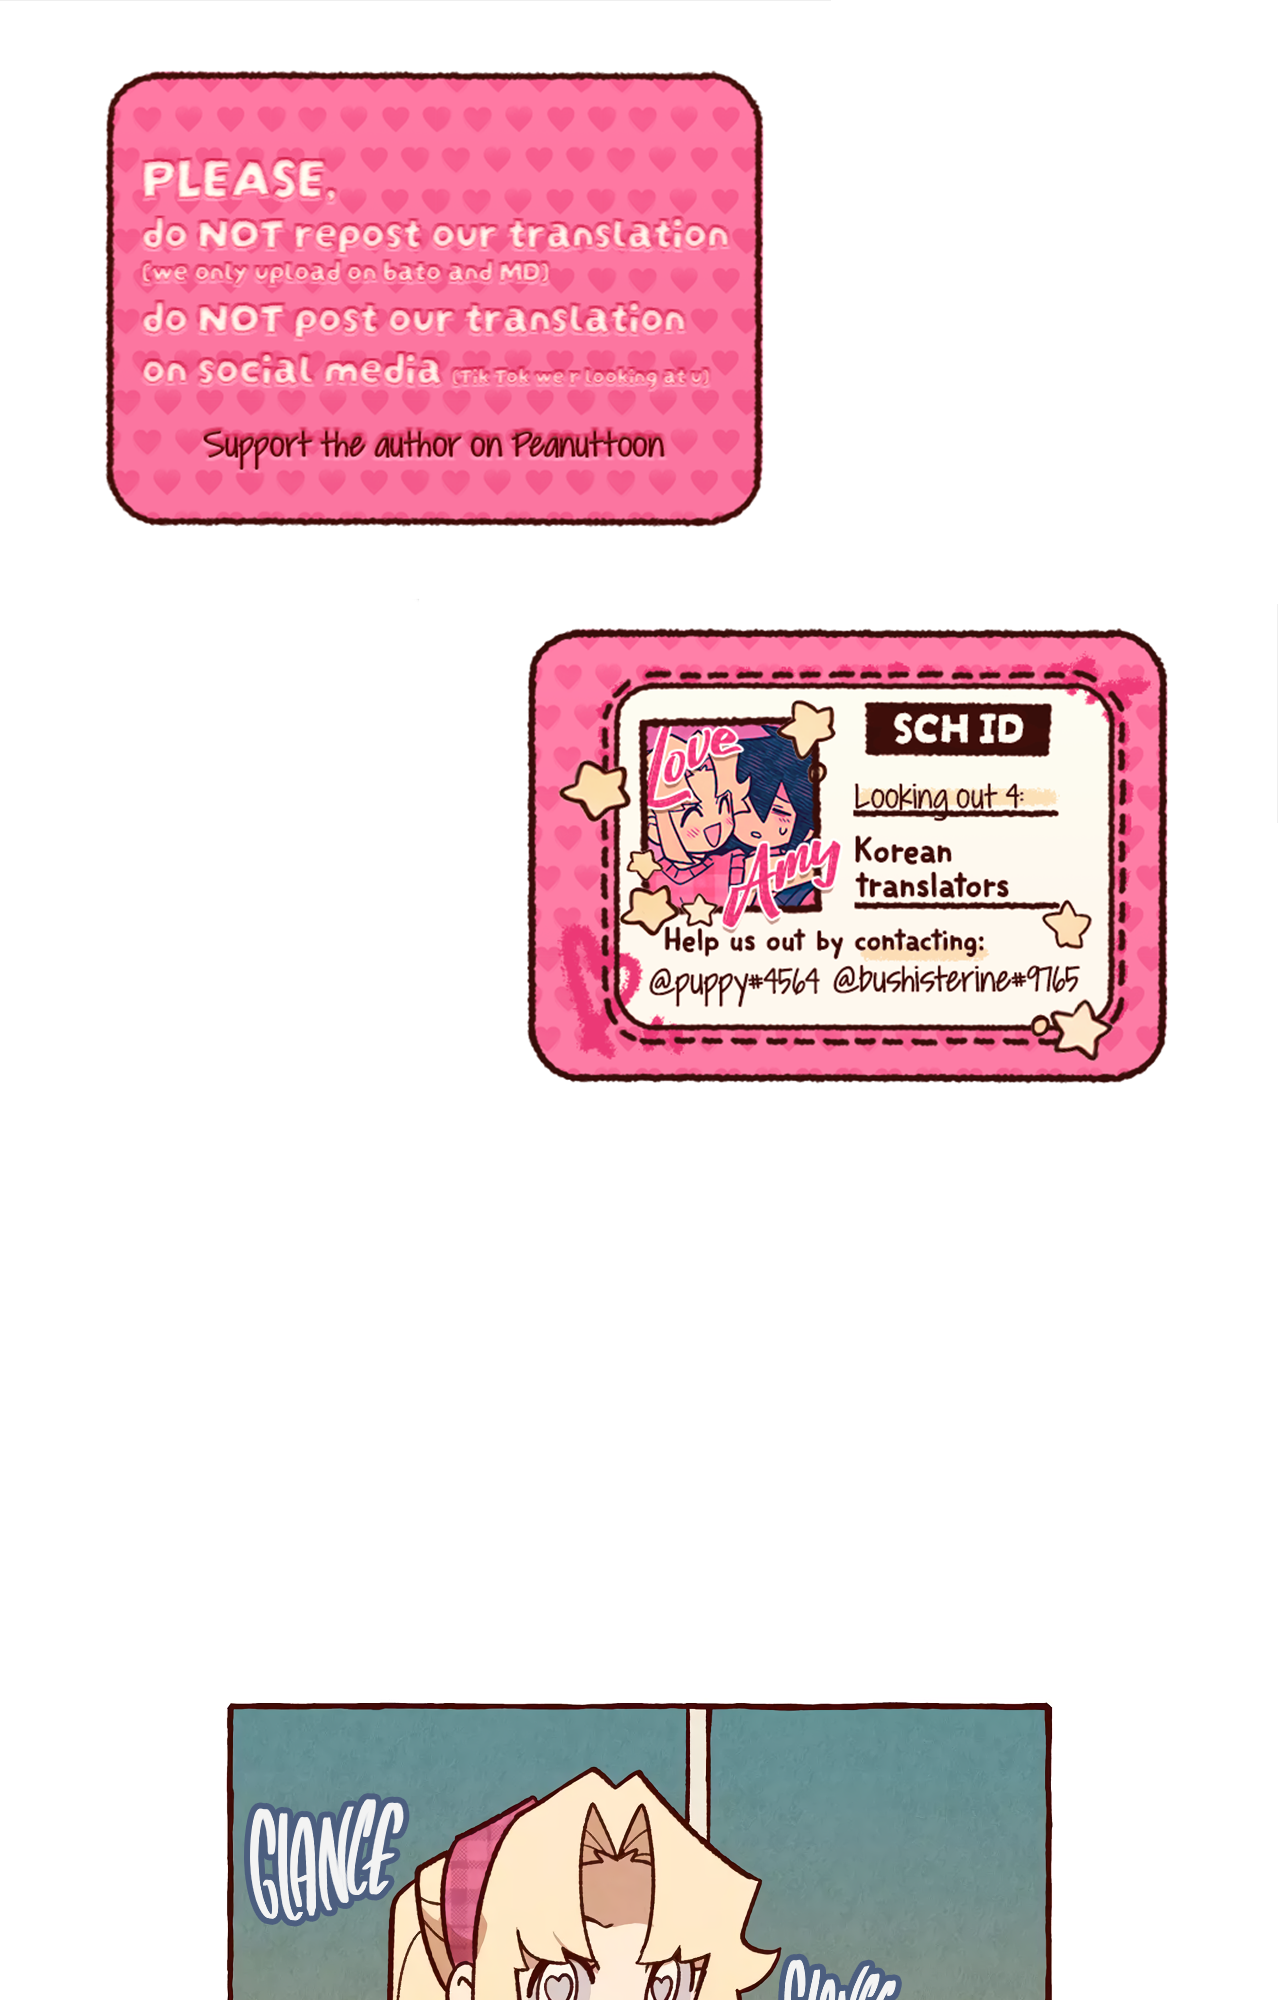 PLEASE,
do NOT repost our translation
(we only upload on bato and MD)
do NOT post our translation
on social media (Tik Tok we r looking at u)
Support the author on Peanuttoon
SCH ID
Love
Amy
Looking out 4:
Korean
translators
Help us out by contacting:
@puppy#4564 @bushisterine#9765
GLANCE
GLANCE